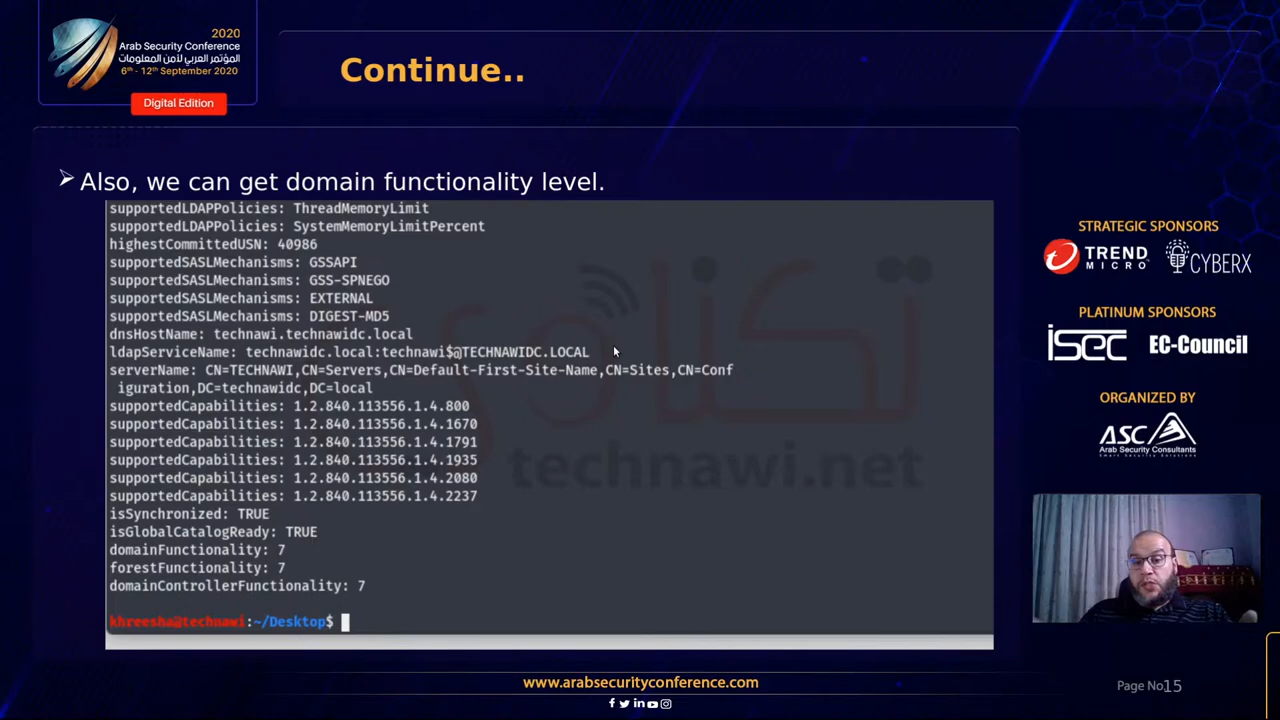 2020
Arab Security Conference
المؤتمر العربي لأمن المعلومات
6th - 12th September 2020
Digital Edition
Continue..
Also, we can get domain functionality level.
supportedLDAPPolicies: ThreadMemoryLimit
supportedLDAPPolicies: SystemMemoryLimitPercent
highestCommittedUSN: 40986
supportedSASLMechanisms: GSSAPI
supportedSASLMechanisms: GSS-SPNEGO
supportedSASLMechanisms: EXTERNAL
supportedSASLMechanisms: DIGEST-MD5
dnsHostName: technawi.technawidc.local
ldapServiceName: technawidc.local:technawi$@TECHNAWIDC.LOCAL
serverName: CN=TECHNAWI,CN=Servers,CN=Default-First-Site-Name,CN=Sites,CN=Conf
iguration,DC=technawidc,DC=local
supportedCapabilities: 1.2.840.113556.1.4.800
supportedCapabilities: 1.2.840.113556.1.4.1670
supportedCapabilities: 1.2.840.113556.1.4.1791
supportedCapabilities: 1.2.840.113556.1.4.1935
supportedCapabilities: 1.2.840.113556.1.4.2080
supportedCapabilities: 1.2.840.113556.1.4.2237
isSynchronized: TRUE
isGlobalCatalogReady: TRUE
domainFunctionality: 7
forestFunctionality: 7
domainControllerFunctionality: 7
khreesha@technawi:~/Desktop$
تكناوي
technawi.net
STRATEGIC SPONSORS
TREND MICRO
CYBERX
PLATINUM SPONSORS
isec
EC-Council
ORGANIZED BY
ASC
Arab Security Consultants
Smart Security Solutions
www.arabsecurityconference.com
Page No15